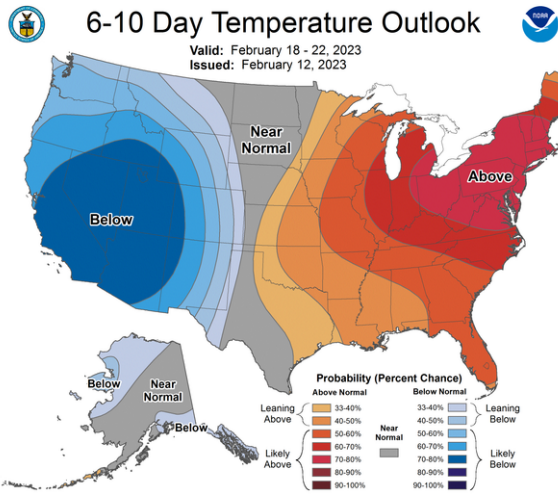 6-10 Day Temperature Outlook
Valid: February 18 - 22, 2023
Issued: February 12, 2023
NOAA
Near
Normal
Above
Below
Below
Near
Normal
Below
Probability (Percent Chance)
Above Normal
Below Normal
Leaning
Above
33-40%
40-50%
Likely
Above
50-60%
60-70%
70-80%
80-90%
90-100%
Near
Normal
33-40%
40-50%
Leaning
Below
50-60%
60-70%
70-80%
80-90%
90-100%
Likely
Below